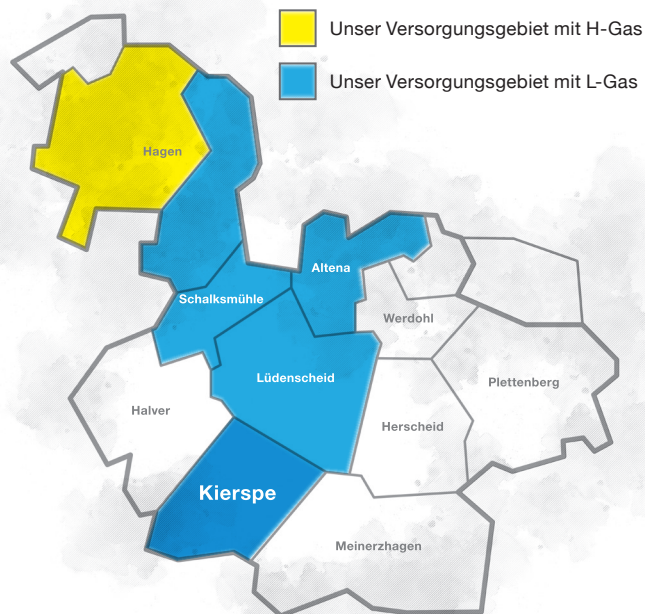 Unser Versorgungsgebiet mit H-Gas
Unser Versorgungsgebiet mit L-Gas
Hagen
Altena
Schalksmühle
Werdohl
Lüdenscheid
Plettenberg
Halver
Herscheid
Kierspe
Meinerzhagen